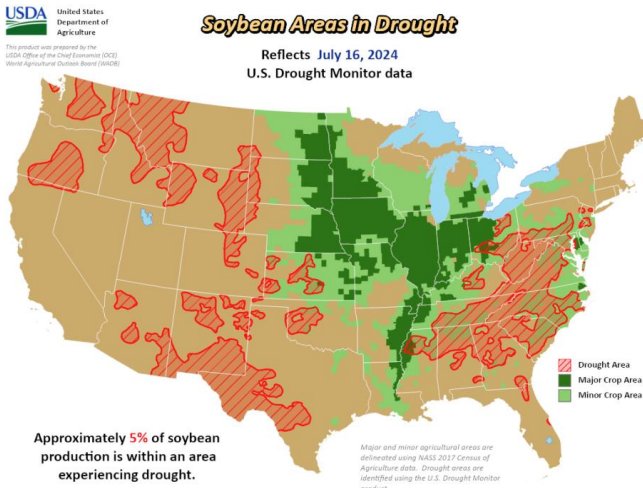 USDA
United States
Department of
Agriculture
This product was prepared by the
USDA Office of the Chief Economist (OCE)
World Agricultural Outlook Board (WAOB)
Soybean Areas in Drought
Reflects July 16, 2024
U.S. Drought Monitor data
Drought Area
Major Crop Area
Minor Crop Area
Approximately 5% of soybean
production is within an area
experiencing drought.
Major and minor agricultural areas are
delineated using NASS 2017 Census of
Agriculture data. Drought areas are
identified using the U.S. Drought Monitor
product.